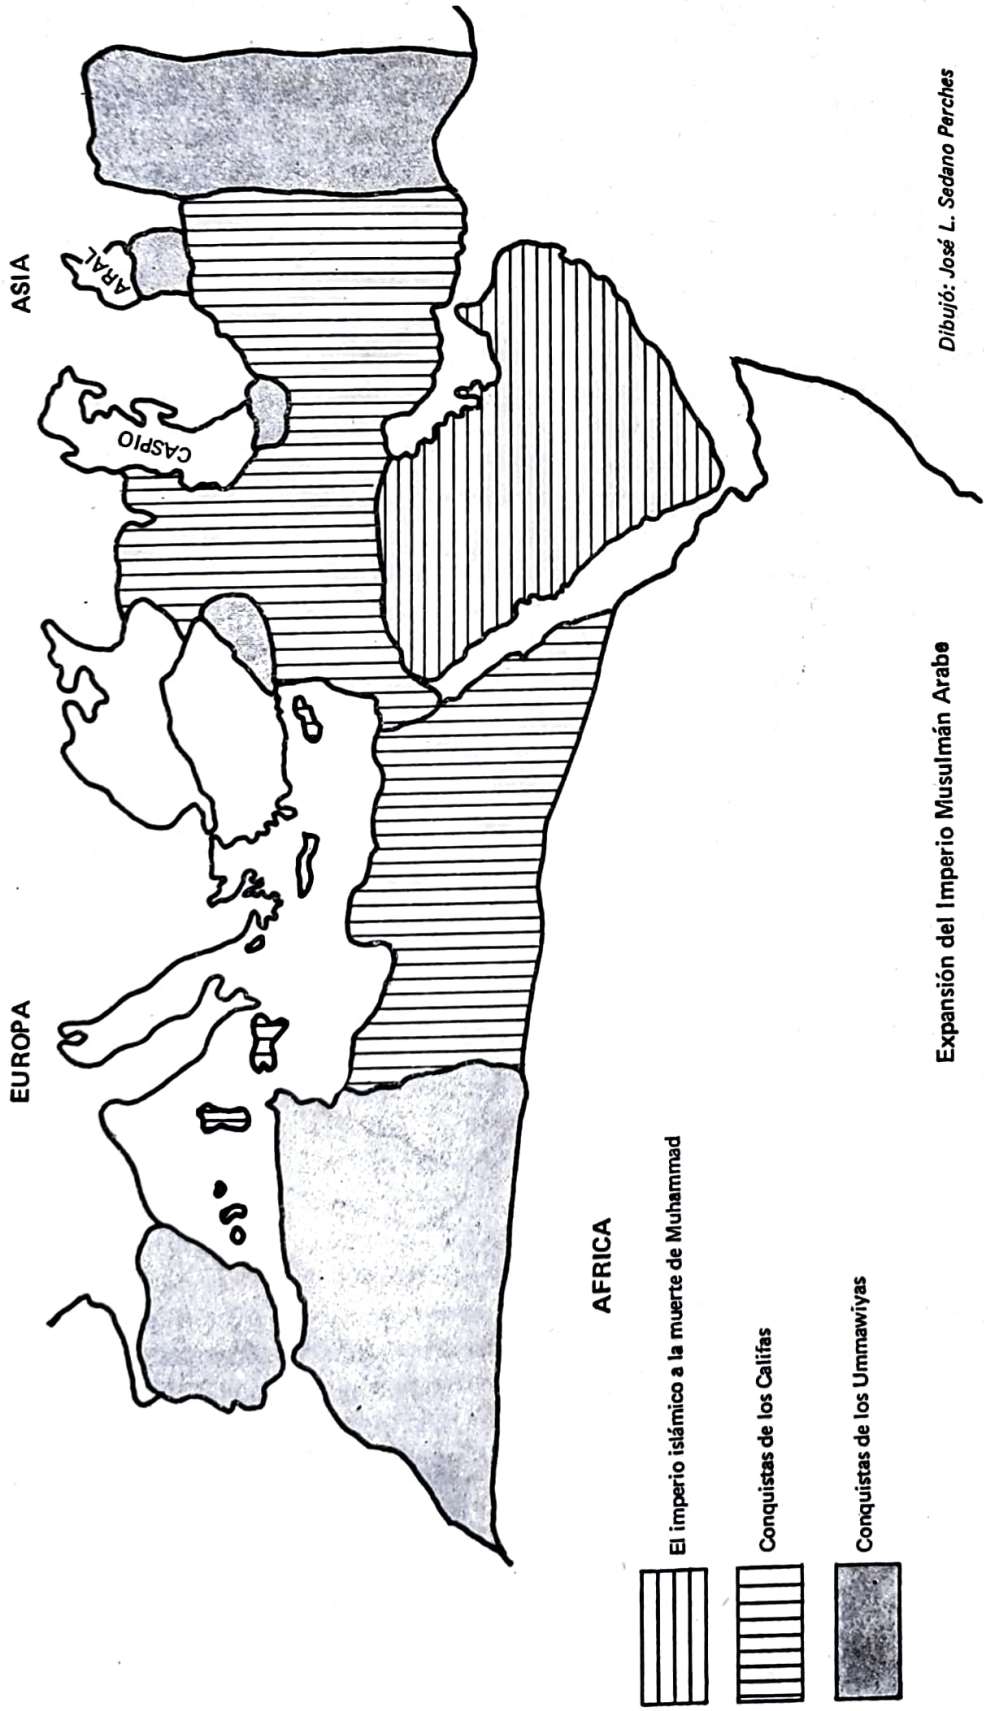 EUROPA
ASIA
ARAL
CASPIO
AFRICA
El imperio islámico a la muerte de Muhammad
Conquistas de los Califas
Conquistas de los Ummawiyas
Expansión del Imperio Musulmán Arabe
Dibujó: José L. Sedano Perches